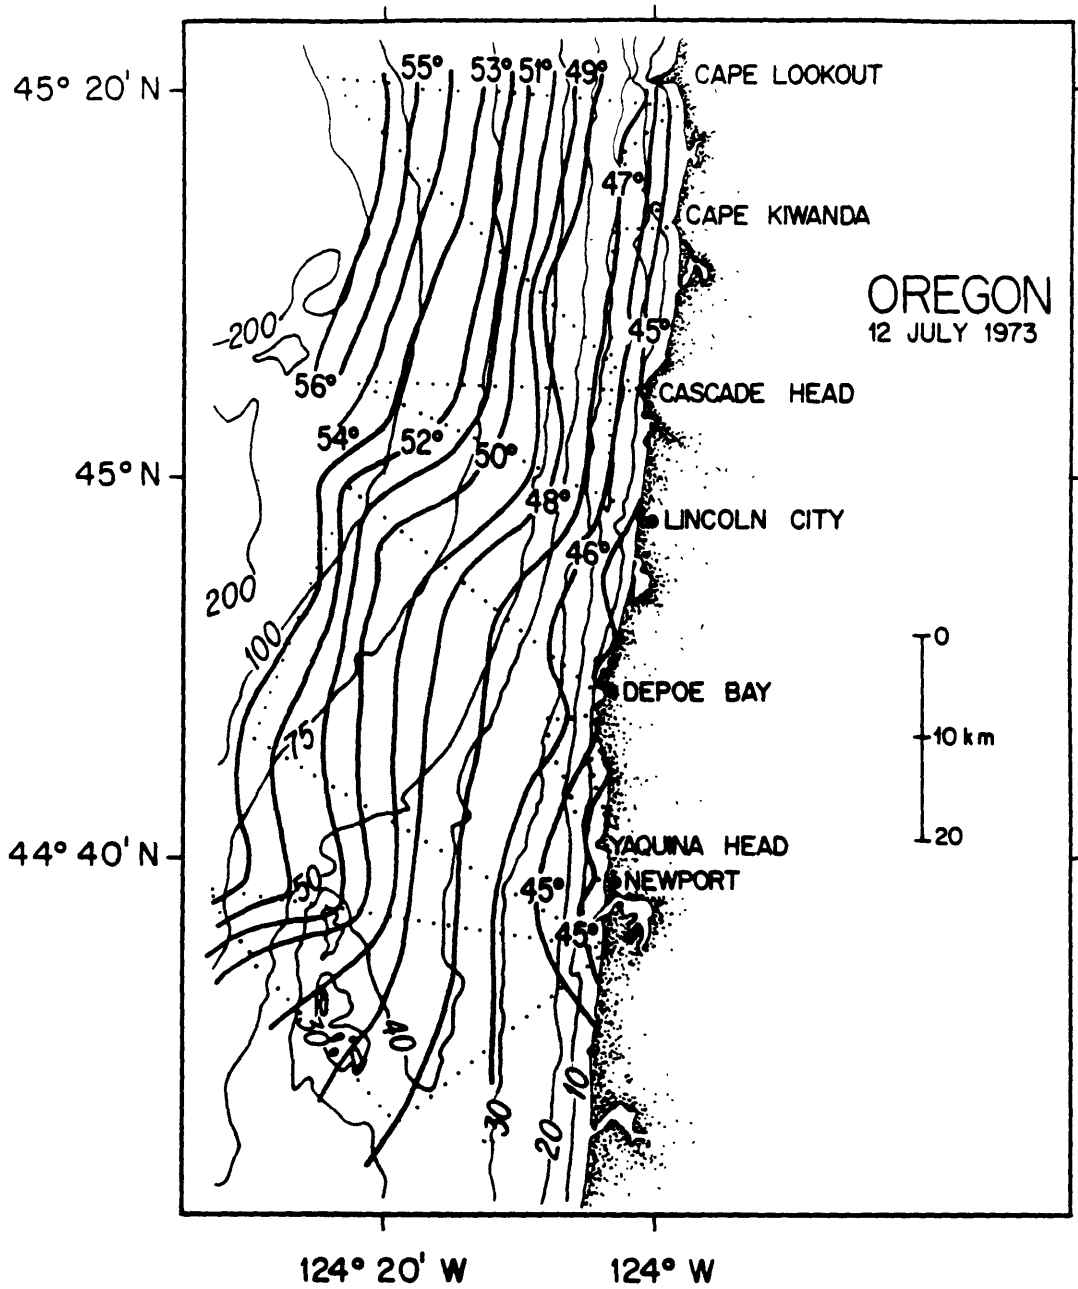 55° 53° 51° 49° CAPE LOOKOUT
45° 20' N
47°
CAPE KIWANDA
OREGON
12 JULY 1973
200
45°
56°
CASCADE HEAD
54° 52°
50°
45° N
48°
LINCOLN CITY
46°
200
100
0
DEPOE BAY
75
10 km
20
44° 40' N
YAQUINA HEAD
50
45°
NEWPORT
45°
40
10
30
20
124° 20' W 124° W